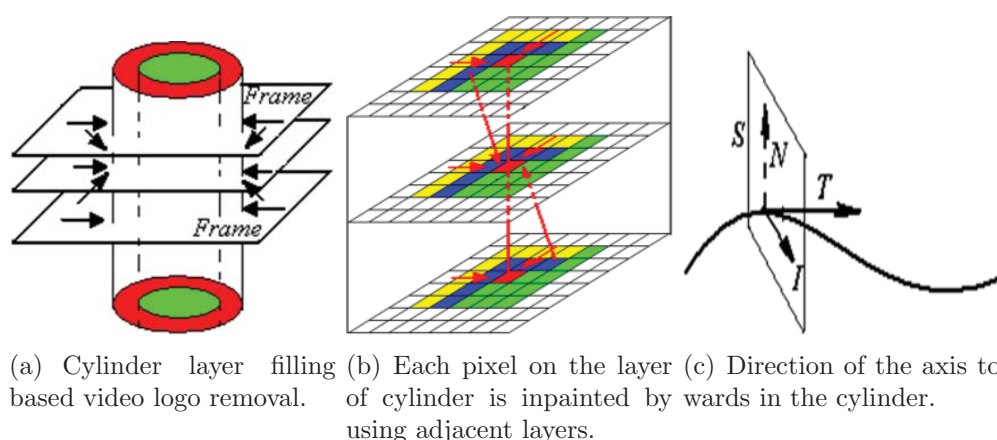 Frame
Frame
S
N
T
I
(a) Cylinder layer filling
based video logo removal.
(b) Each pixel on the layer
of cylinder is inpainted by
using adjacent layers.
(c) Direction of the axis to
wards in the cylinder.